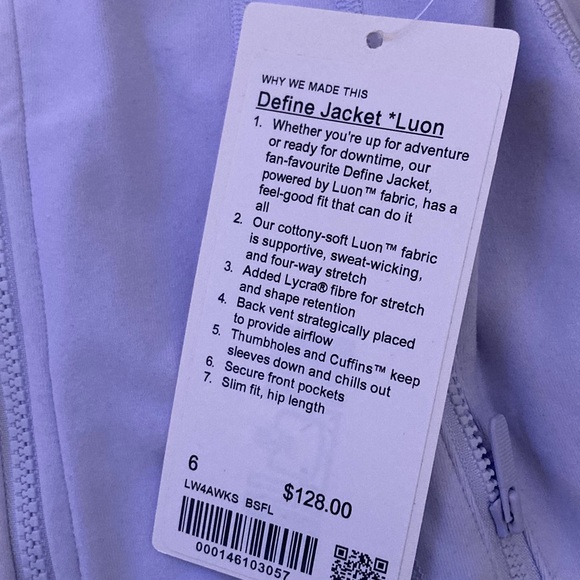 WHY WE MADE THIS
Define Jacket *Luon
1. Whether you're up for adventure
or ready for downtime, our
fan-favourite Define Jacket,
powered by Luon™ fabric, has a
feel-good fit that can do it
all
2. Our cottony-soft Luon™ fabric
is supportive, sweat-wicking,
and four-way stretch
3. Added Lycra® fibre for stretch
and shape retention
4. Back vent strategically placed
to provide airflow
5. Thumbholes and Cuffins™ keep
sleeves down and chills out
6. Secure front pockets
7. Slim fit, hip length
6 $128.00
LW4AWKS BSFL
000146103057